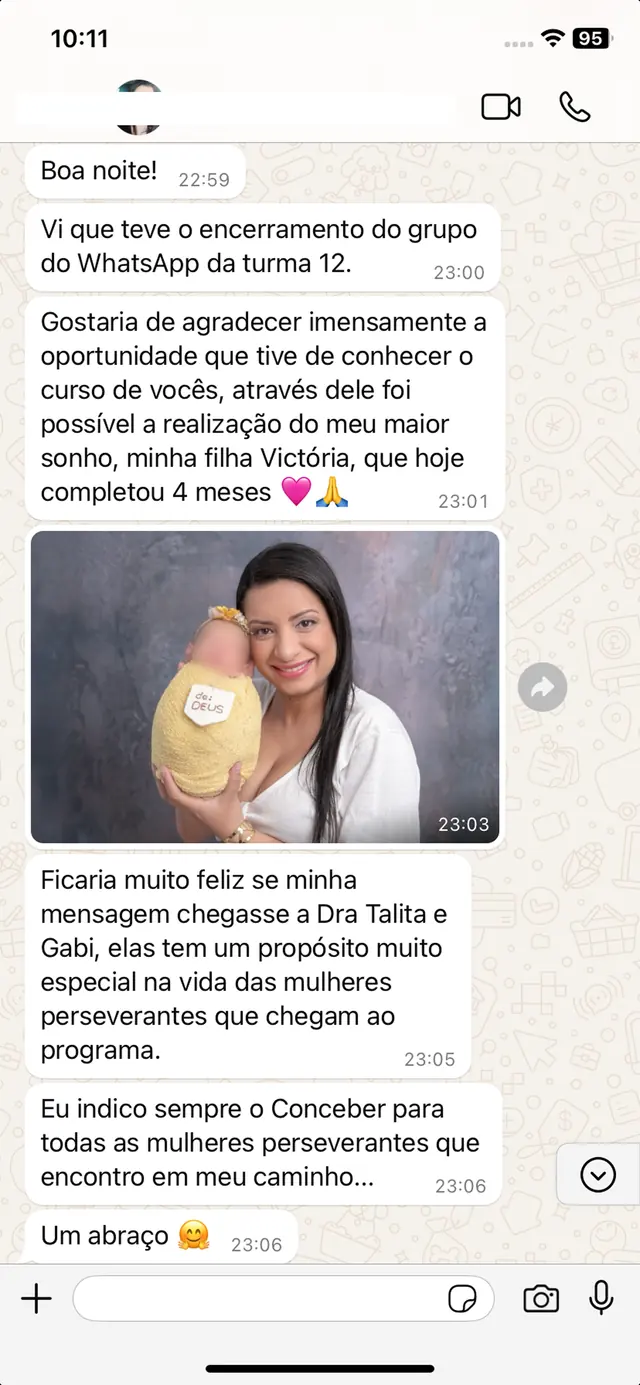 10:11
95
Boa noite!
22:59
Vi que teve o encerramento do grupo
do WhatsApp da turma 12.
23:00
Gostaria de agradecer imensamente a
oportunidade que tive de conhecer o
curso de vocês, através dele foi
possível a realização do meu maior
sonho, minha filha Victória, que hoje
completou 4 meses 🩷🙏
23:01
de:
DEUS
23:03
Ficaria muito feliz se minha
mensagem chegasse a Dra Talita e
Gabi, elas tem um propósito muito
especial na vida das mulheres
perseverantes que chegam ao
programa.
23:05
Eu indico sempre o Conceber para
todas as mulheres perseverantes que
encontro em meu caminho...
23:06
Um abraço 🤗
23:06